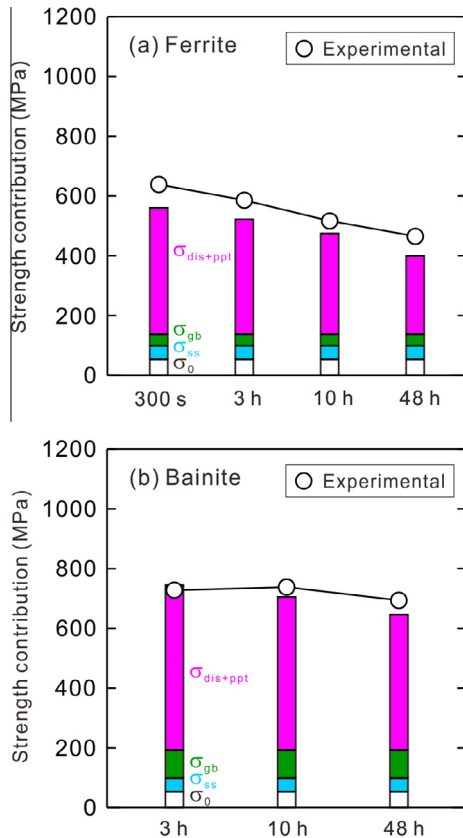 1200
(a) Ferrite
Experimental
1000
800
600
400
200
0
Strength contribution (MPa)
σdis+ppt
σgb
σss
σ0
300 s 3 h 10 h 48 h
1200
(b) Bainite
Experimental
1000
800
600
400
200
0
Strength contribution (MPa)
σdis+ppt
σgb
σss
σ0
3 h 10 h 48 h